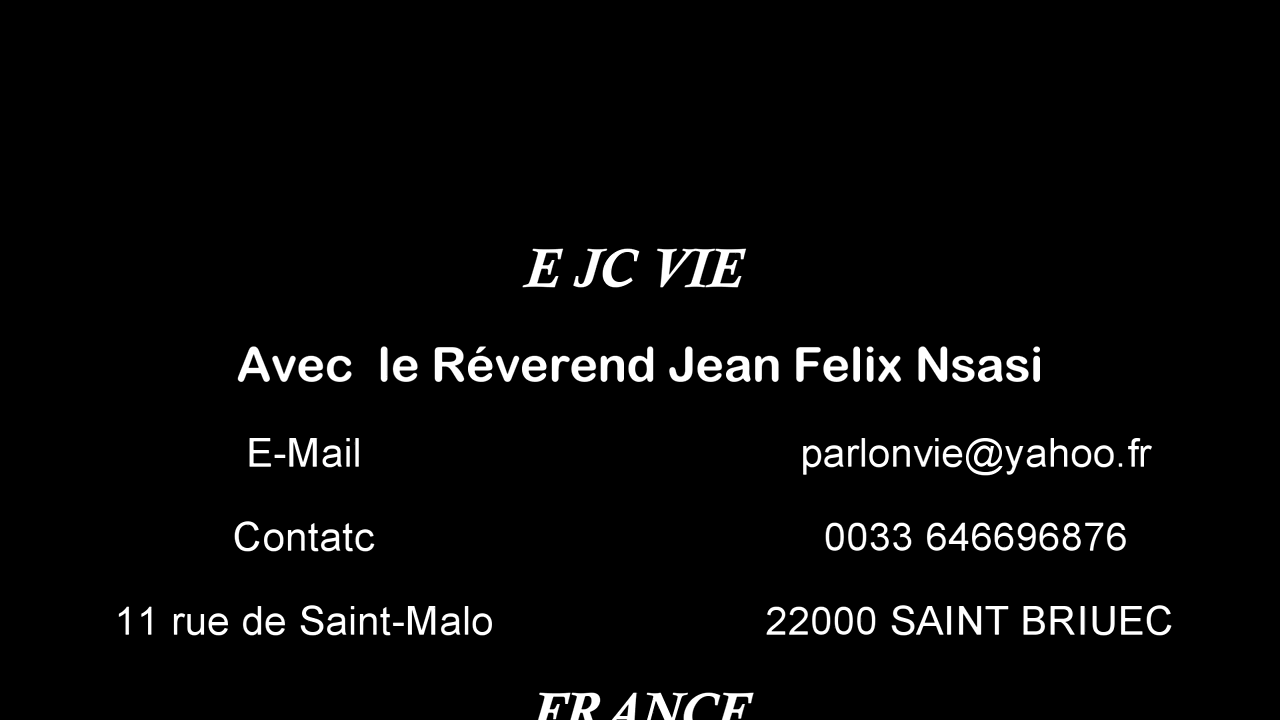 E JC VIE
Avec le Réverend Jean Felix Nsasi
E-Mail parlonvie@yahoo.fr
Contatc 0033 646696876
11 rue de Saint-Malo 22000 SAINT BRIUEC
FRANCE